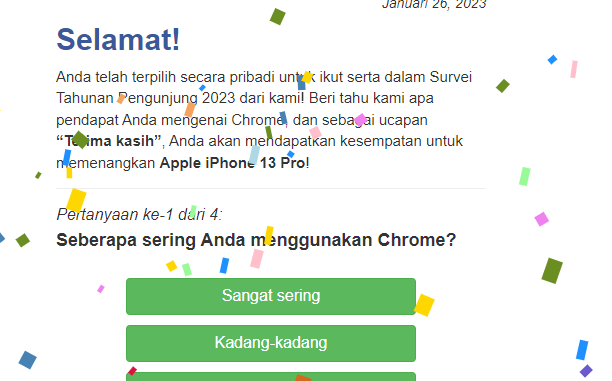 Januari 26, 2023
Selamat!
Anda telah terpilih secara pribadi untuk ikut serta dalam Survei
Tahunan Pengunjung 2023 dari kami! Beri tahu kami apa
pendapat Anda mengenai Chrome, dan sebagai ucapan
“Terima kasih”, Anda akan mendapatkan kesempatan untuk
memenangkan Apple iPhone 13 Pro!
Pertanyaan ke-1 dari 4:
Seberapa sering Anda menggunakan Chrome?
Sangat sering
Kadang-kadang